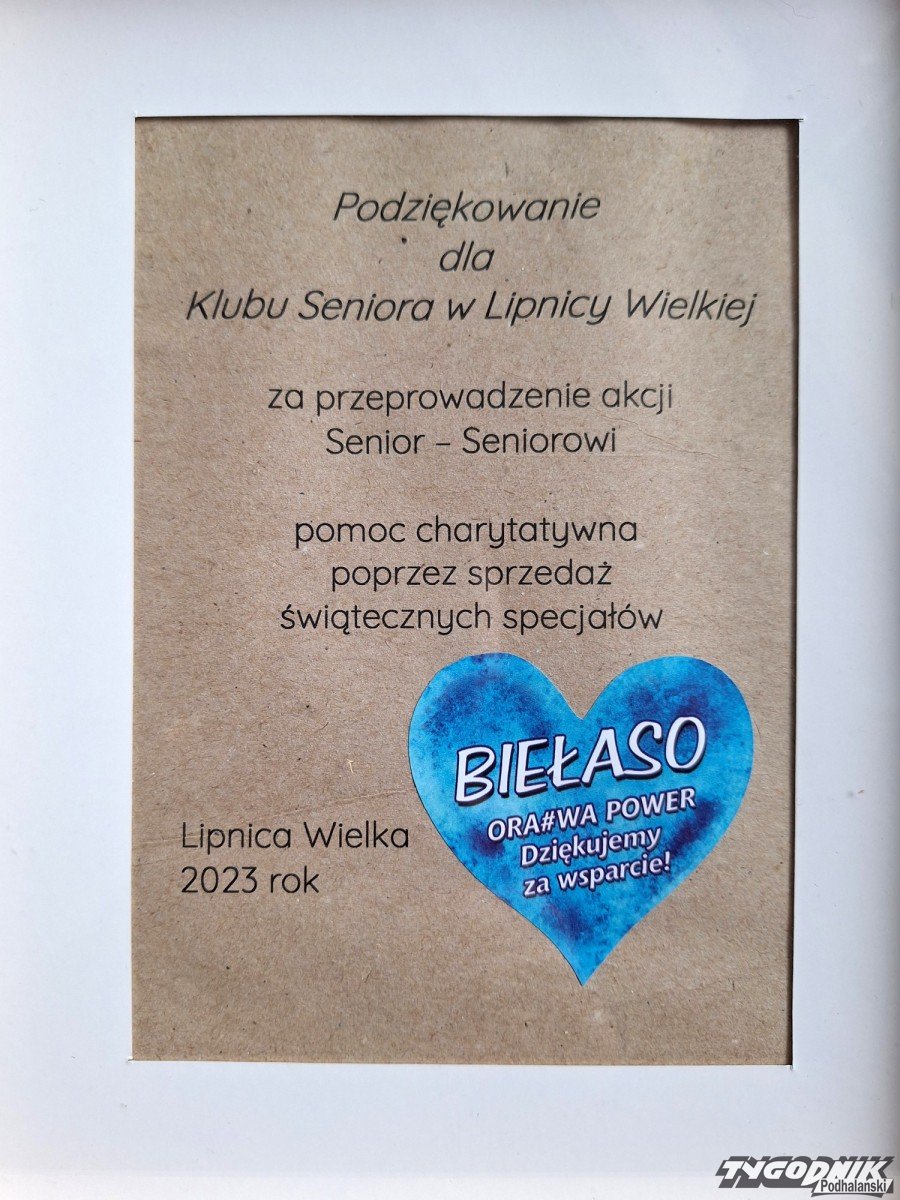 Podziękowanie
dla
Klubu Seniora w Lipnicy Wielkiej
za przeprowadzenie akcji
Senior – Seniorowi
pomoc charytatywna
poprzez sprzedaż
świątecznych specjałów
BIEŁASO
ORA#WA POWER
Dziękujemy
za wsparcie!
Lipnica Wielka
2023 rok
TYGODNIK
Podhalański